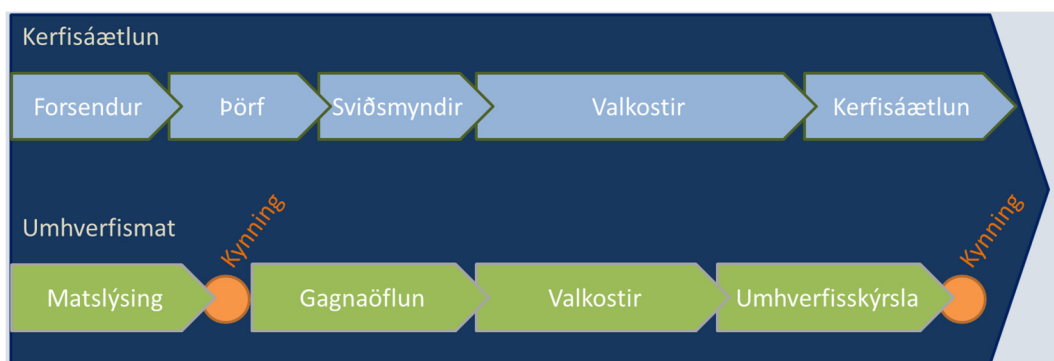 Kerfisáætlun
Forsendur
Þörf
Sviðsmyndir
Valkostir
Kerfisáætlun
Umhverfismat
Matslýsing
Kynning
Gagnaöflun
Valkostir
Umhverfisskýrsla
Kynning